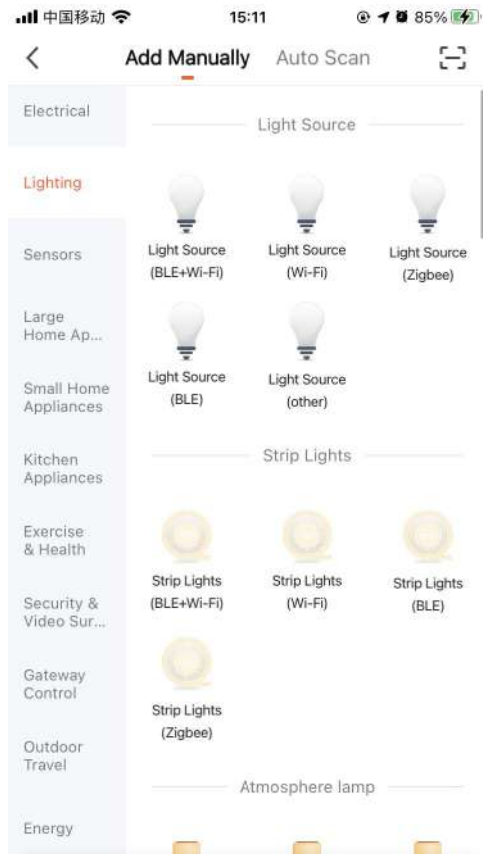 中国移动 15:11 85%
Add Manually Auto Scan
Electrical
Lighting
Sensors
Large
Home Ap...
Small Home
Appliances
Kitchen
Appliances
Exercise
& Health
Security &
Video Sur...
Gateway
Control
Outdoor
Travel
Energy
Light Source
Light Source Light Source Light Source
(BLE+Wi-Fi) (Wi-Fi) (Zigbee)
Light Source Light Source
(BLE) (other)
Strip Lights
Strip Lights Strip Lights Strip Lights
(BLE+Wi-Fi) (Wi-Fi) (BLE)
Strip Lights
(Zigbee)
Atmosphere lamp